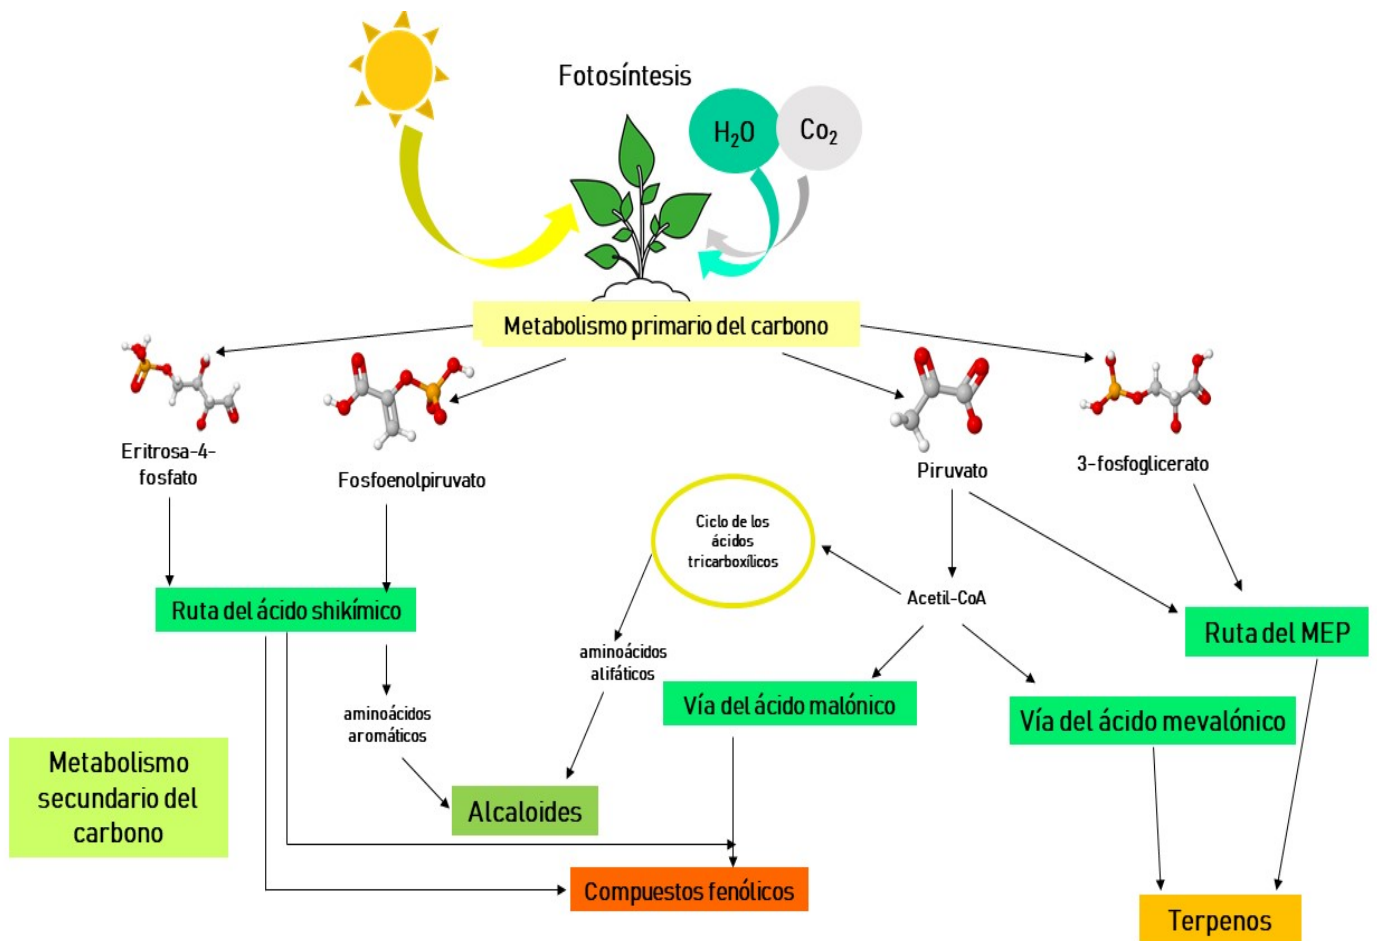 Fotosíntesis
H₂O
Co₂
Metabolismo primario del carbono
Eritrosa-4-
fosfato
Fosfoenolpiruvato
Piruvato
3-fosfoglicerato
Ciclo de los
ácidos
tricarboxílicos
Acetil-CoA
Ruta del ácido shikímico
Ruta del MEP
aminoácidos
alifáticos
Vía del ácido malónico
Vía del ácido mevalónico
aminoácidos
aromáticos
Metabolismo
secundario del
carbono
Alcaloides
Compuestos fenólicos
Terpenos